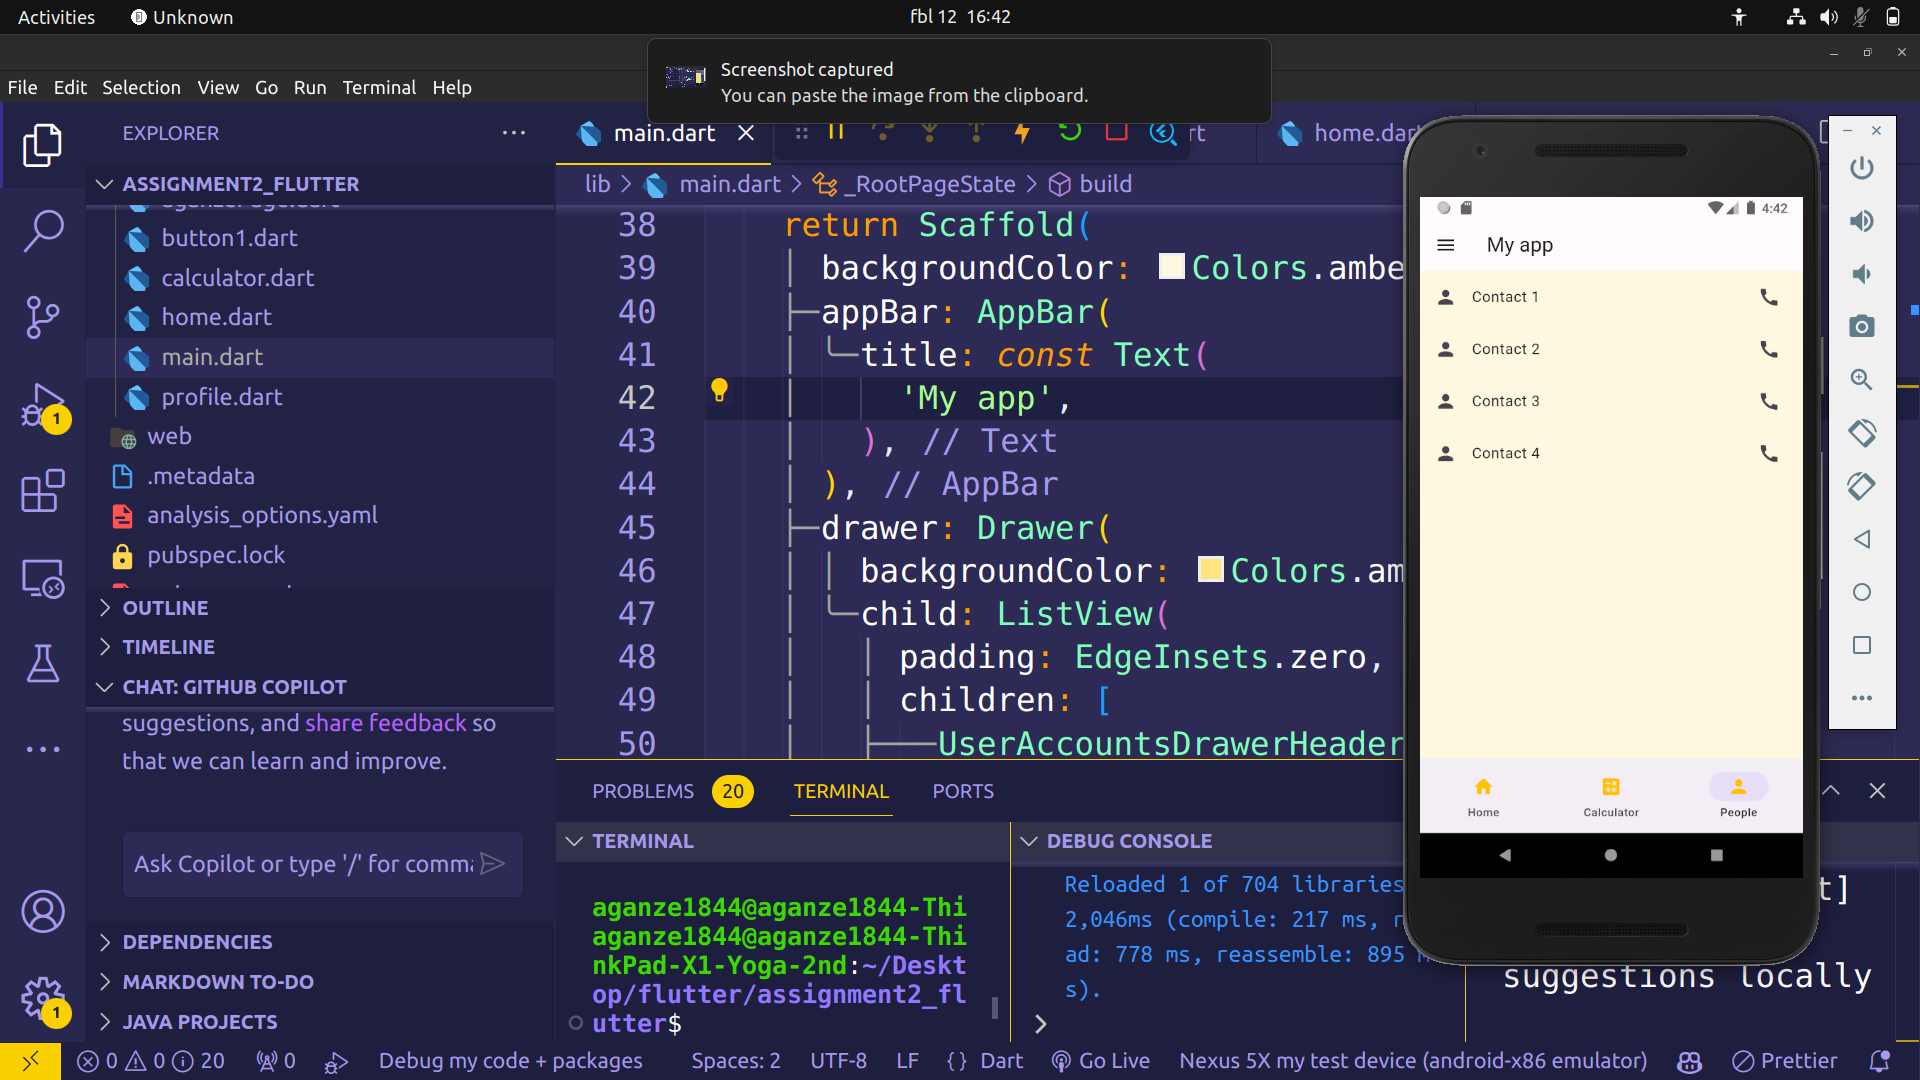 Activities
Unknown
fbl 12 16:42
Screenshot captured
You can paste the image from the clipboard.
File Edit Selection View Go Run Terminal Help
EXPLORER
ASSIGNMENT2_FLUTTER
button1.dart
calculator.dart
home.dart
main.dart
profile.dart
web
.metadata
analysis_options.yaml
pubspec.lock
OUTLINE
TIMELINE
CHAT: GITHUB COPILOT
suggestions, and share feedback so
that we can learn and improve.
Ask Copilot or type '/' for comma
DEPENDENCIES
MARKDOWN TO-DO
JAVA PROJECTS
main.dart
rt
home.dart
lib > main.dart > _RootPageState > build
38 return Scaffold(
39 backgroundColor: Colors.ambe
40 appBar: AppBar(
41 title: const Text(
42 'My app',
43 ), // Text
44 ), // AppBar
45 drawer: Drawer(
46 backgroundColor: Colors.am
47 child: ListView(
48 padding: EdgeInsets.zero,
49 children: [
50 UserAccountsDrawerHeader
PROBLEMS 20 TERMINAL PORTS
TERMINAL
aganze1844@aganze1844-Thi
aganze1844@aganze1844-Thi
nkPad-X1-Yoga-2nd:~/Deskt
op/flutter/assignment2_fl
utter$
DEBUG CONSOLE
Reloaded 1 of 704 libraries
2,046ms (compile: 217 ms, r
ad: 778 ms, reassemble: 895
s).
t]
suggestions locally
4:42
My app
Contact 1
Contact 2
Contact 3
Contact 4
Home
Calculator
People
1
1
0 0 20 0 Debug my code + packages Spaces: 2 UTF-8 LF {} Dart Go Live Nexus 5X my test device (android-x86 emulator) Prettier